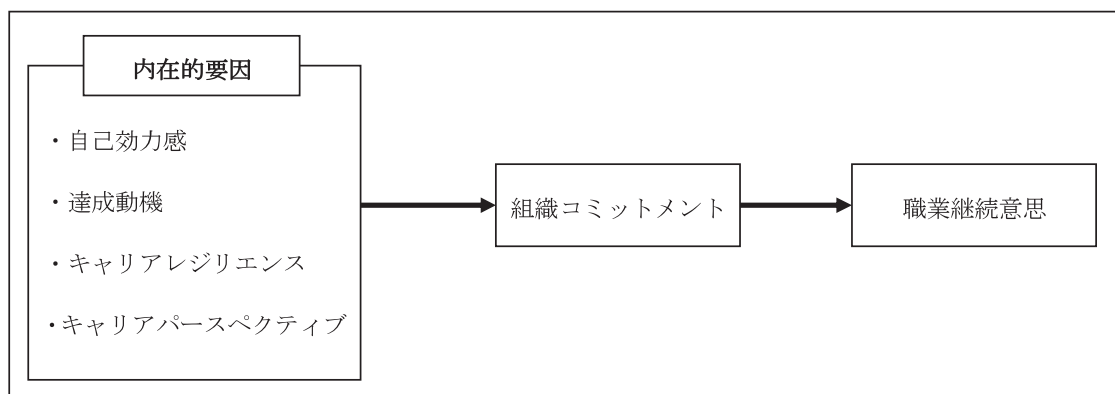 内在的要因
・自己効力感
・達成動機
・キャリアレジリエンス
・キャリアパースペクティブ
組織コミットメント
職業継続意思